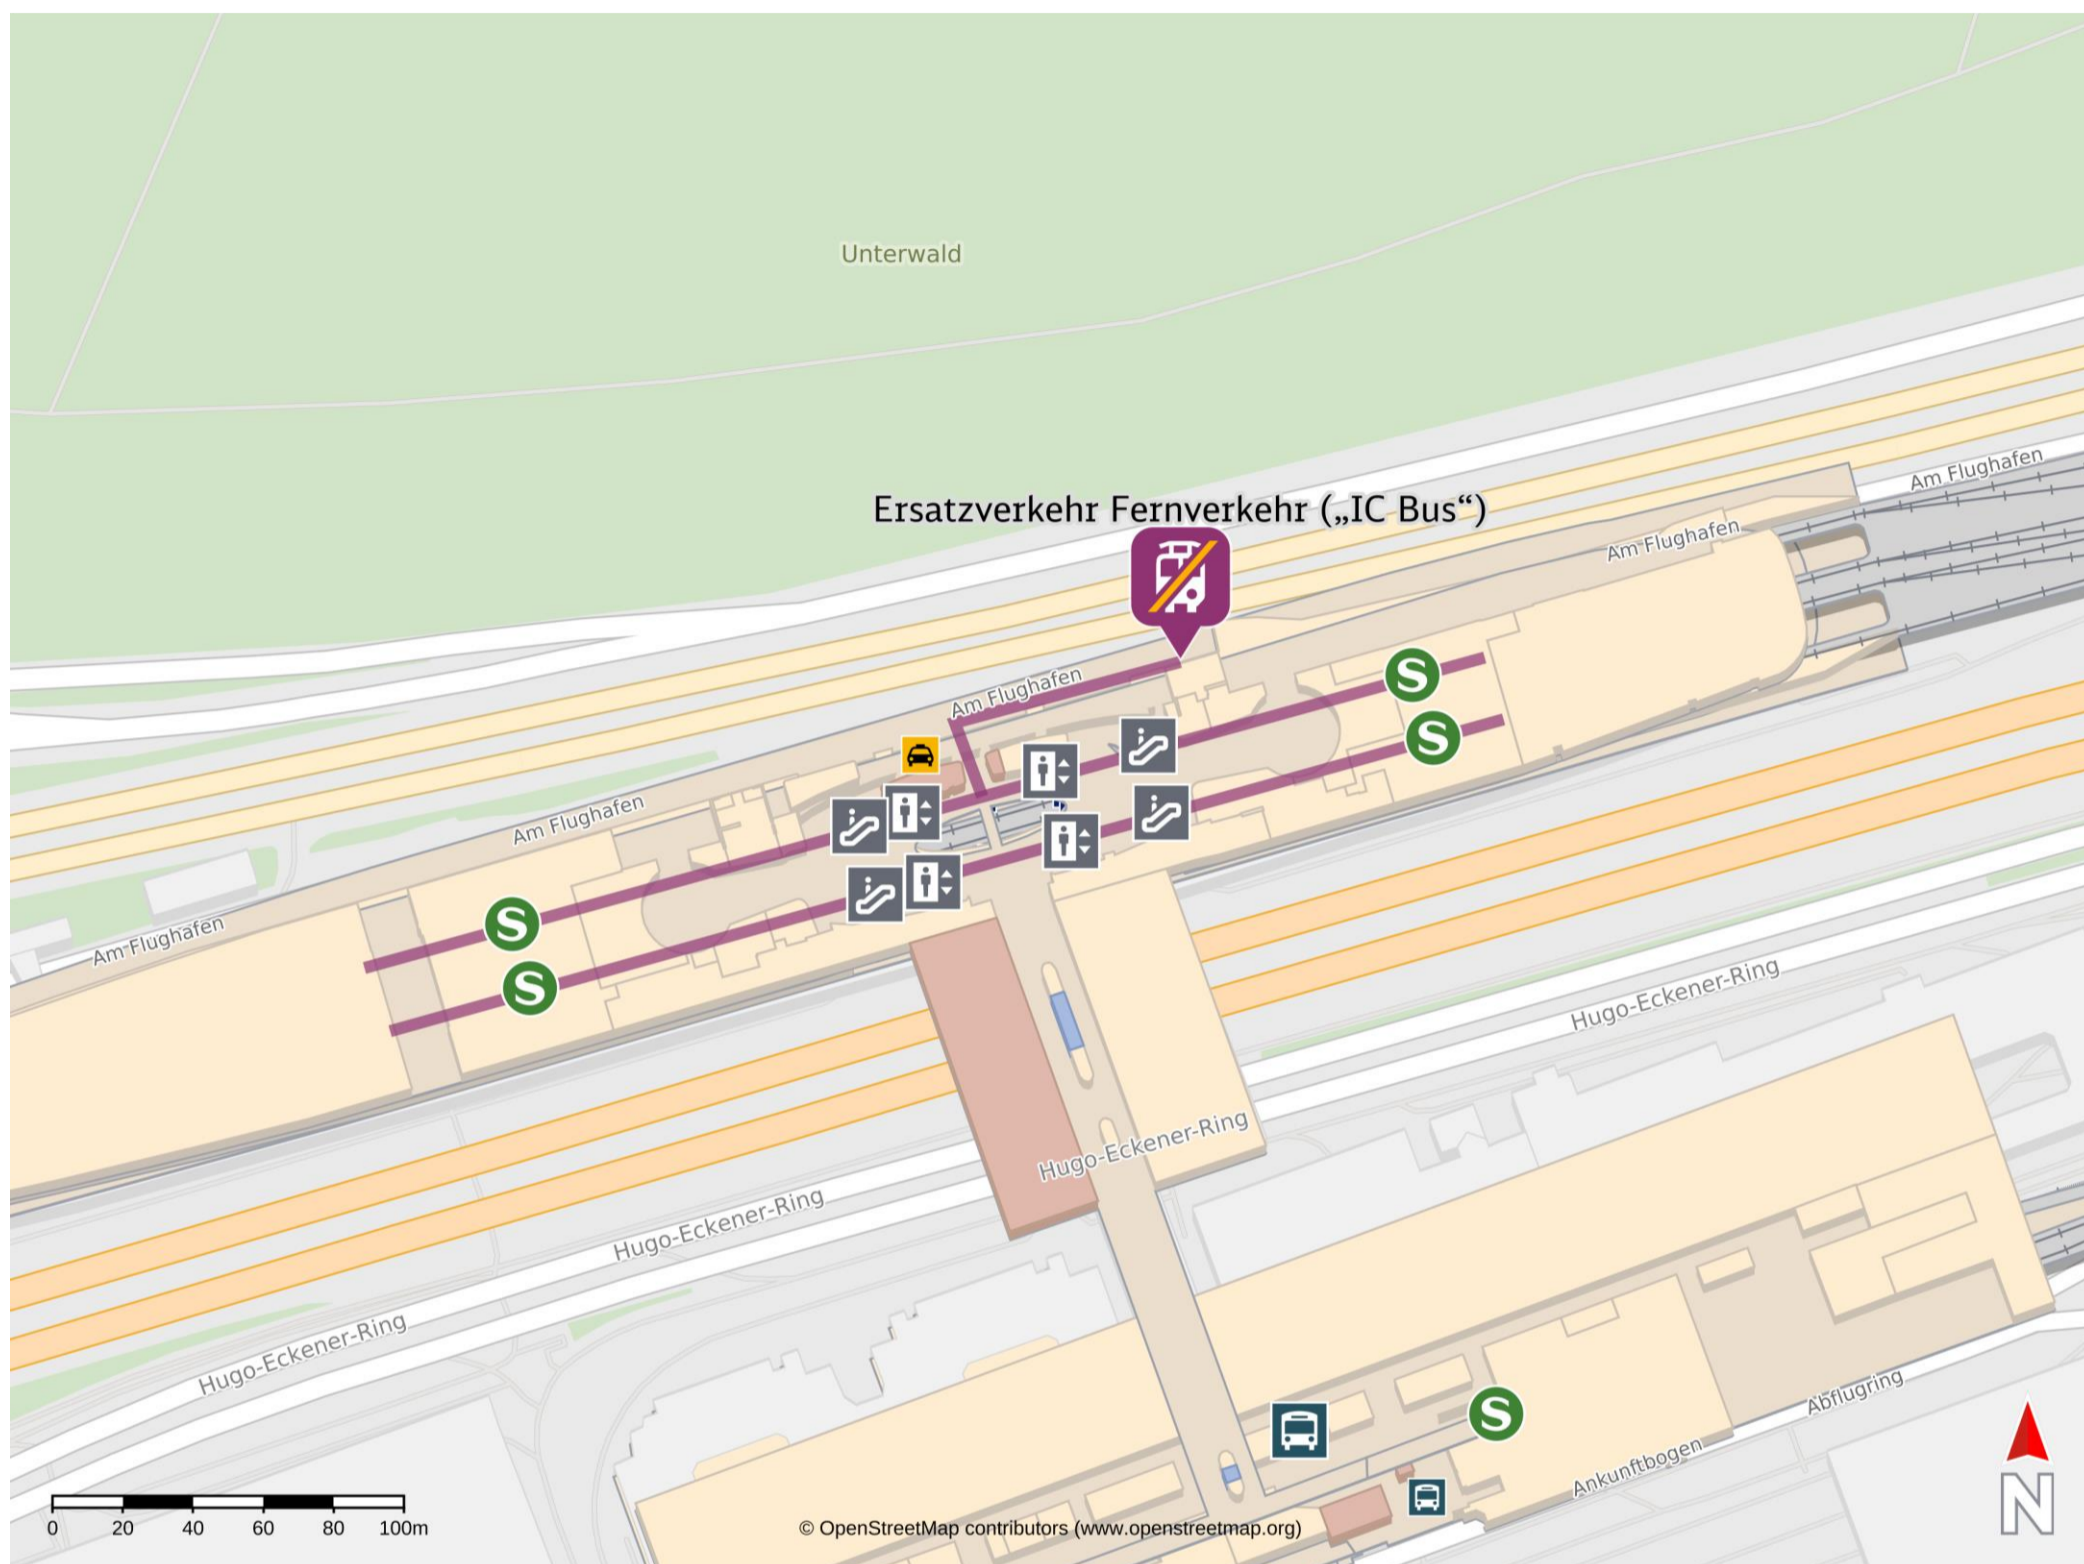 Unterwald
Am Flughafen
Ersatzverkehr Fernverkehr („IC Bus“)
Am Flughafen
S
Am Flughafen
S
Am Flughafen
S
Am Flughafen
S
Hugo-Eckener-Ring
Hugo-Eckener-Ring
Hugo-Eckener-Ring
Hugo-Eckener-Ring
S
Abflugring
Ankunftbogen
N
0 20 40 60 80 100m
© OpenStreetMap contributors (www.openstreetmap.org)